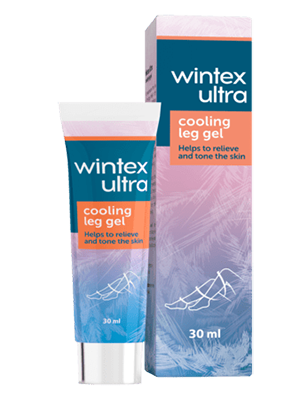 wintex
ultra
cooling
leg gel
Helps to relieve
and tone the skin
30 ml
wintex
ultra
cooling
leg gel
Helps to relieve
and tone the skin
30 ml